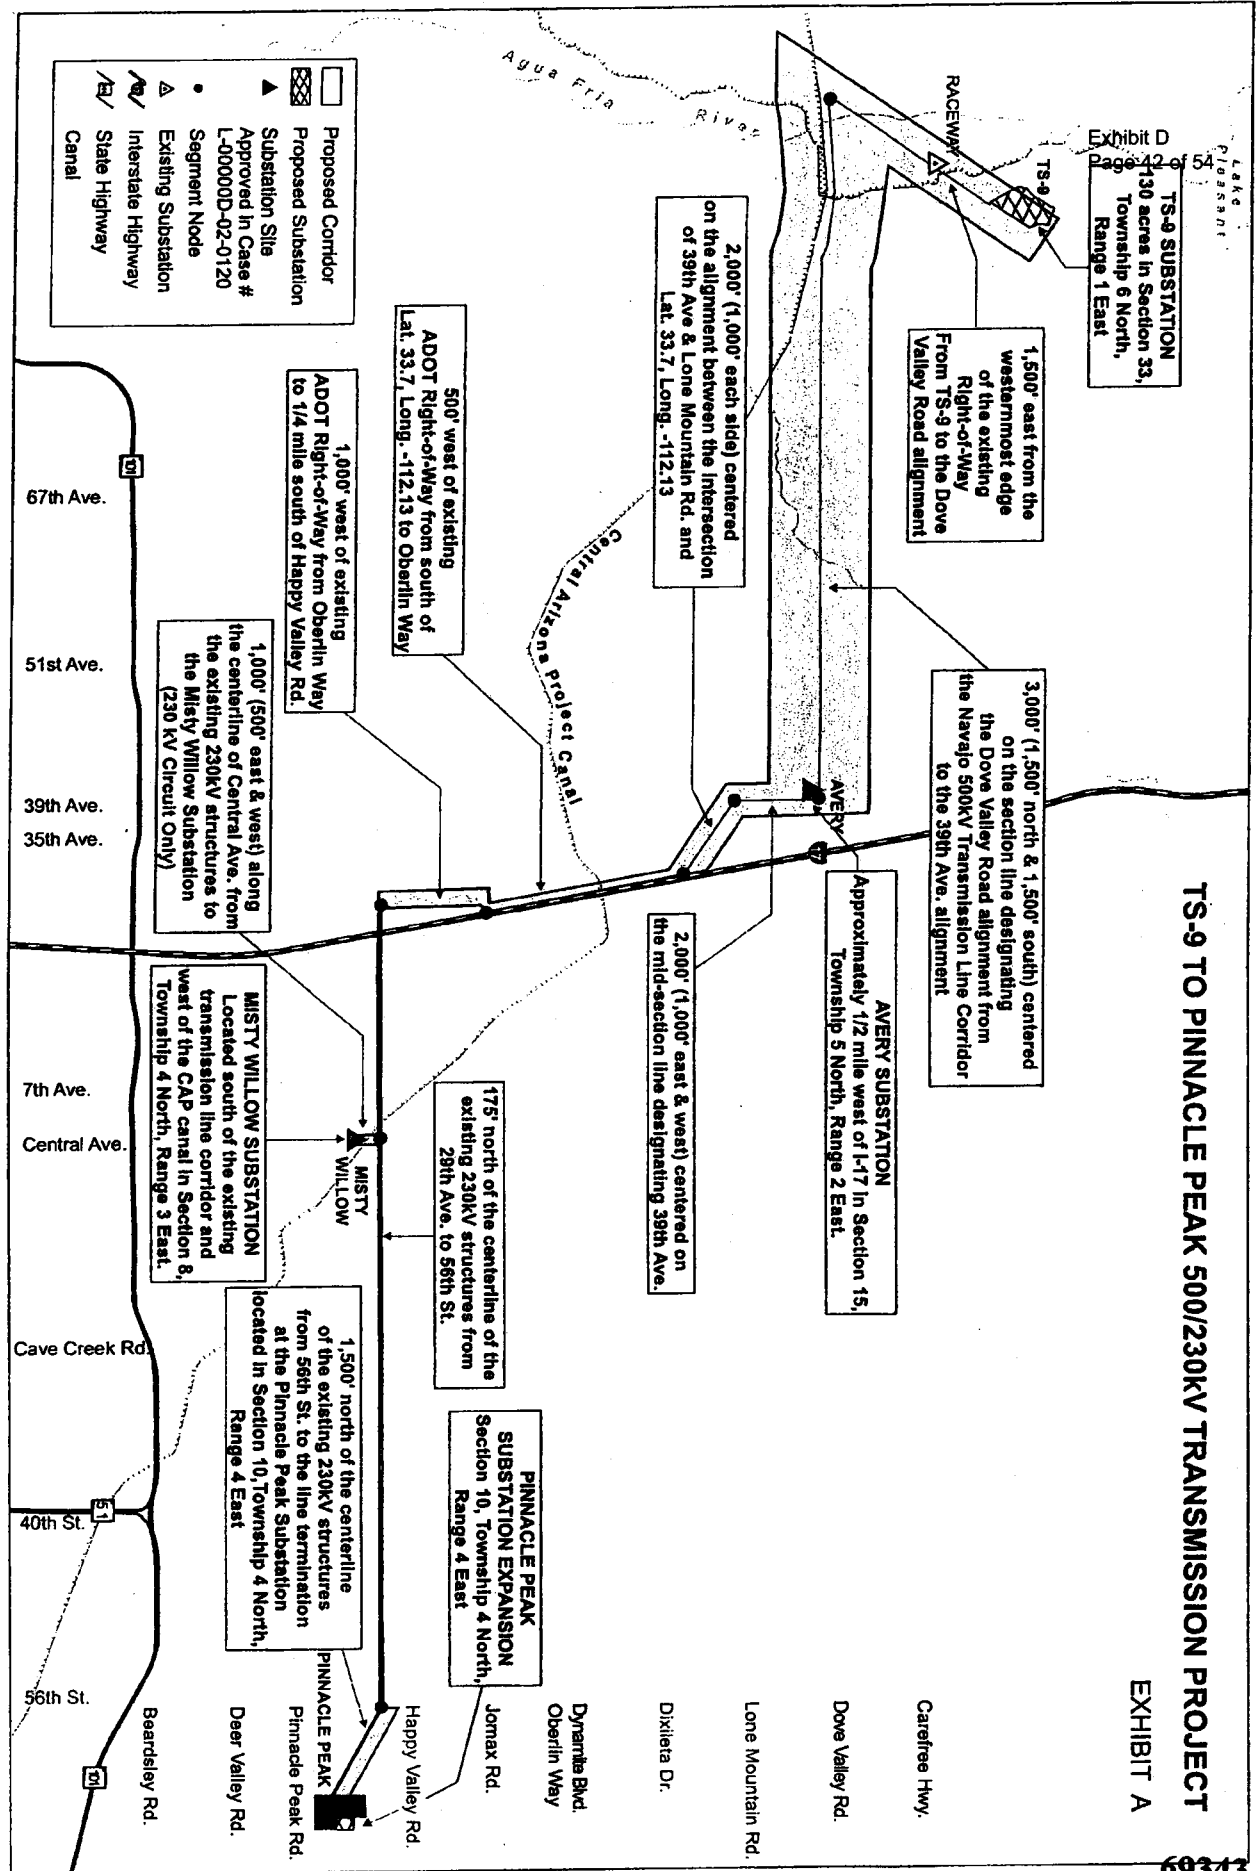 TS-9 TO PINNACLE PEAK 500/230kV TRANSMISSION PROJECT
EXHIBIT A
Exhibit D
Page 42 of 54
Lake
Pleasant
TS-9 SUBSTATION
130 acres in Section 33,
Township 6 North,
Range 1 East
TS-9
RACEWAY
Agua Fria River
1,500' east from the
westernmost edge
of the existing
Right-of-Way
From TS-9 to the Dove
Valley Road alignment
3,000' (1,500' north & 1,500' south) centered
on the section line designating
the Dove Valley Road alignment from
the Navajo 500kV Transmission Line Corridor
to the 39th Ave. alignment
AVERY
17
AVERY SUBSTATION
Approximately 1/2 mile west of I-17 in Section 15,
Township 5 North, Range 2 East.
2,000' (1,000' each side) centered
on the alignment between the intersection
of 39th Ave & Lone Mountain Rd. and
Lat. 33.7, Long. -112.13
2,000' (1,000' east & west) centered on
the mid-section line designating 39th Ave.
Central Arizona Project Canal
500' west of existing
ADOT Right-of-Way from south of
Lat. 33.7, Long. -112.13 to Oberlin Way
1,000' west of existing
ADOT Right-of-Way from Oberlin Way
to 1/4 mile south of Happy Valley Rd.
175' north of the centerline of the
existing 230kV structures from
29th Ave. to 56th St.
1,000' (500' east & west) along
the centerline of Central Ave. from
the existing 230kV structures to
the Misty Willow Substation
(230 kV Circuit Only)
MISTY
WILLOW
MISTY WILLOW SUBSTATION
Located south of the existing
transmission line corridor and
west of the CAP canal in Section 8,
Township 4 North, Range 3 East.
PINNACLE PEAK
SUBSTATION EXPANSION
Section 10, Township 4 North,
Range 4 East
1,500' north of the centerline
of the existing 230kV structures
from 56th St. to the line termination
at the Pinnacle Peak Substation
located in Section 10, Township 4 North,
Range 4 East
PINNACLE PEAK
Carefree Hwy.
Dove Valley Rd.
Lone Mountain Rd.
Dixileta Dr.
Dynamite Blvd.
Oberlin Way
Jomax Rd.
Happy Valley Rd.
Pinnacle Peak Rd.
Deer Valley Rd.
Beardsley Rd.
67th Ave.
51st Ave.
39th Ave.
35th Ave.
7th Ave.
Central Ave.
Cave Creek Rd.
40th St.
56th St.
101
51
101
Proposed Corridor
Proposed Substation
Substation Site
Approved in Case #
L-00000D-02-0120
Segment Node
Existing Substation
Interstate Highway
State Highway
Canal